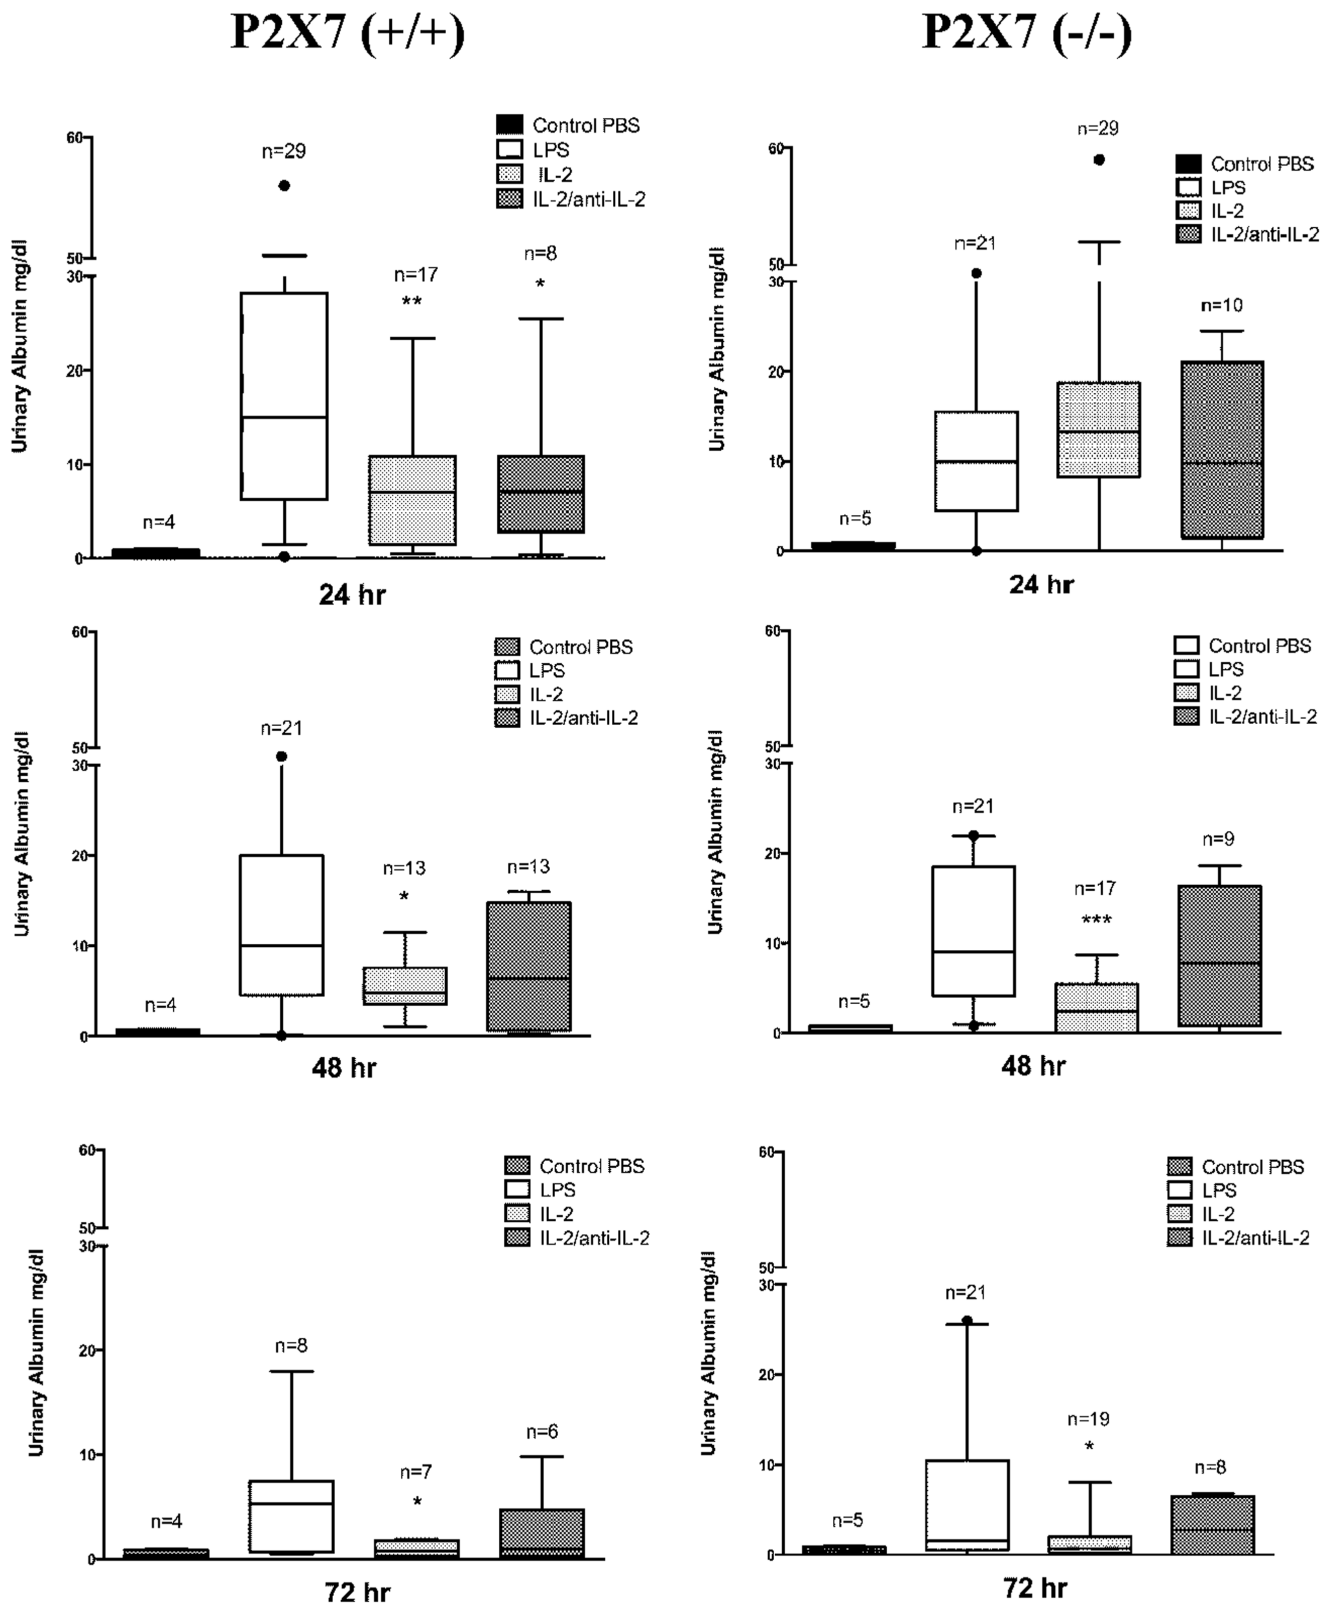 P2X7 (+/+)
P2X7 (-/-)
Control PBS
LPS
IL-2
IL-2/anti-IL-2
60
50
30
20
10
0
Urinary Albumin mg/dl
n=4
n=29
n=17
**
n=8
*
24 hr
Control PBS
LPS
IL-2
IL-2/anti-IL-2
60
50
30
20
10
0
Urinary Albumin mg/dl
n=5
n=21
n=29
n=10
24 hr
Control PBS
LPS
IL-2
IL-2/anti-IL-2
60
50
30
20
10
0
Urinary Albumin mg/dl
n=4
n=21
n=13
*
n=13
48 hr
Control PBS
LPS
IL-2
IL-2/anti-IL-2
60
50
30
20
10
0
Urinary Albumin mg/dl
n=5
n=21
n=17
***
n=9
48 hr
Control PBS
LPS
IL-2
IL-2/anti-IL-2
60
50
30
20
10
0
Urinary Albumin mg/dl
n=4
n=8
n=7
*
n=6
72 hr
Control PBS
LPS
IL-2
IL-2/anti-IL-2
60
50
30
20
10
0
Urinary Albumin mg/dl
n=5
n=21
n=19
*
n=8
72 hr